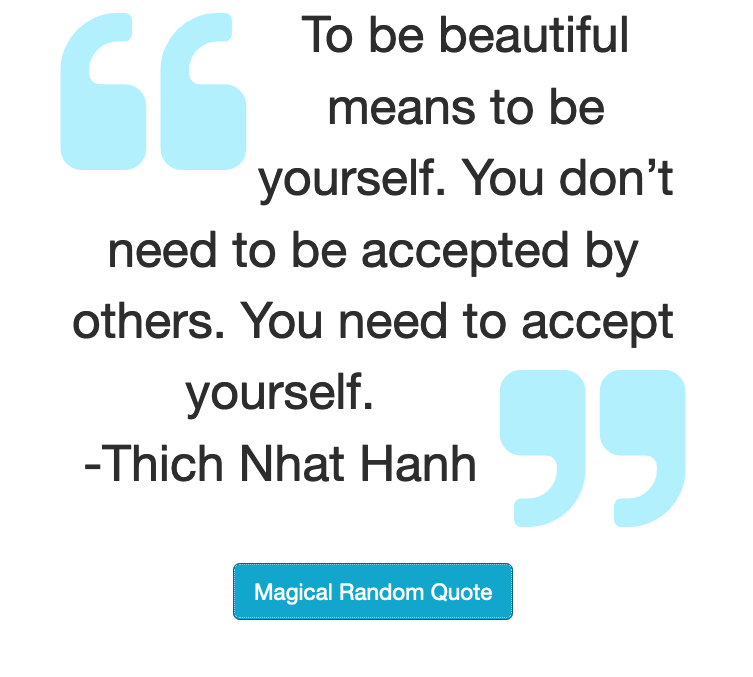 To be beautiful
means to be
yourself. You don’t
need to be accepted by
others. You need to accept
yourself.
-Thich Nhat Hanh
Magical Random Quote